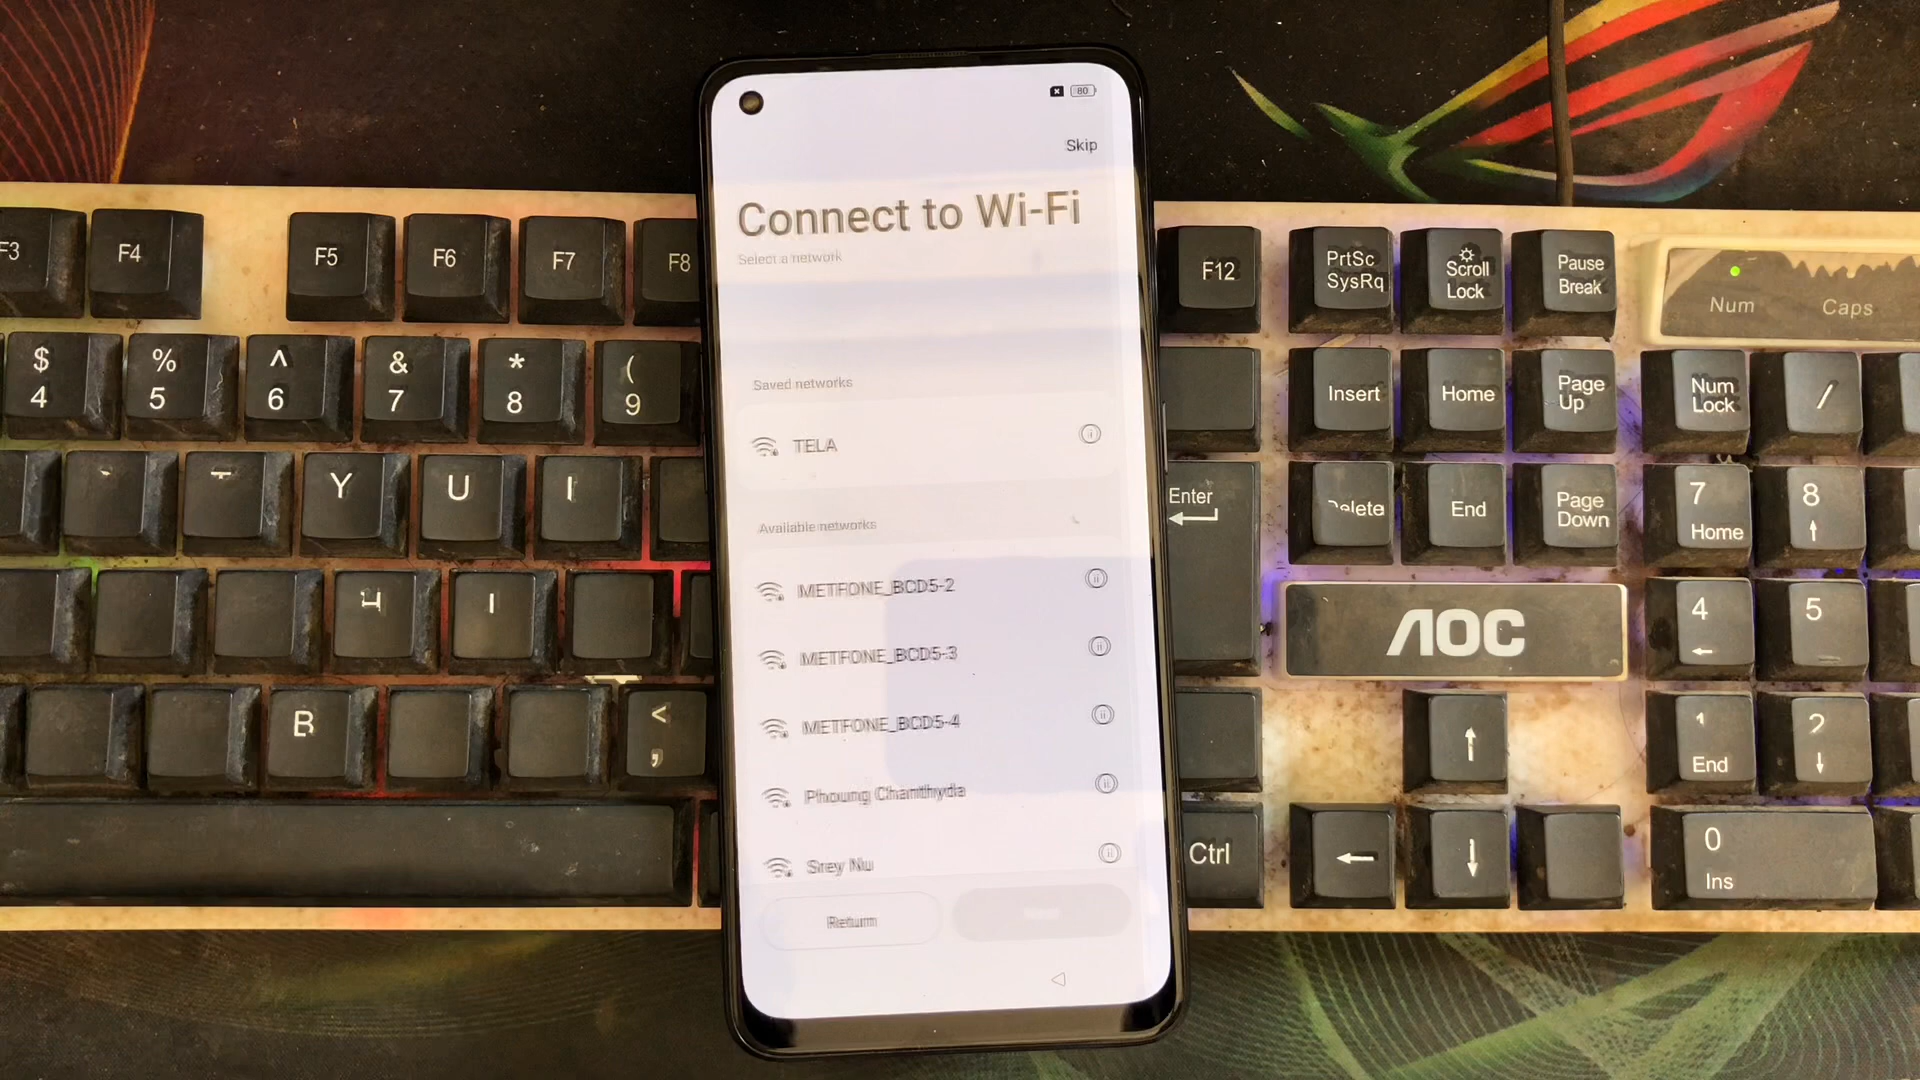 80
Skip
Connect to Wi-Fi
Select a network
Saved networks
TELA
Available networks
METFONE_BCD5-2
METFONE_BCD5-3
METFONE_BCD5-4
Phoung Chanthyda
Srey Nu
Return
F3 F4 F5 F6 F7 F8 F12 PrtSc SysRq Scroll Lock Pause Break
Num Caps
$ 4 % 5 ^ 6 & 7 * 8 ( 9 Insert Home Page Up Num Lock /
Y U I Enter End Page Down 7 Home 8
AOC 4 5
B < , 1 End 2
Ctrl 0 Ins